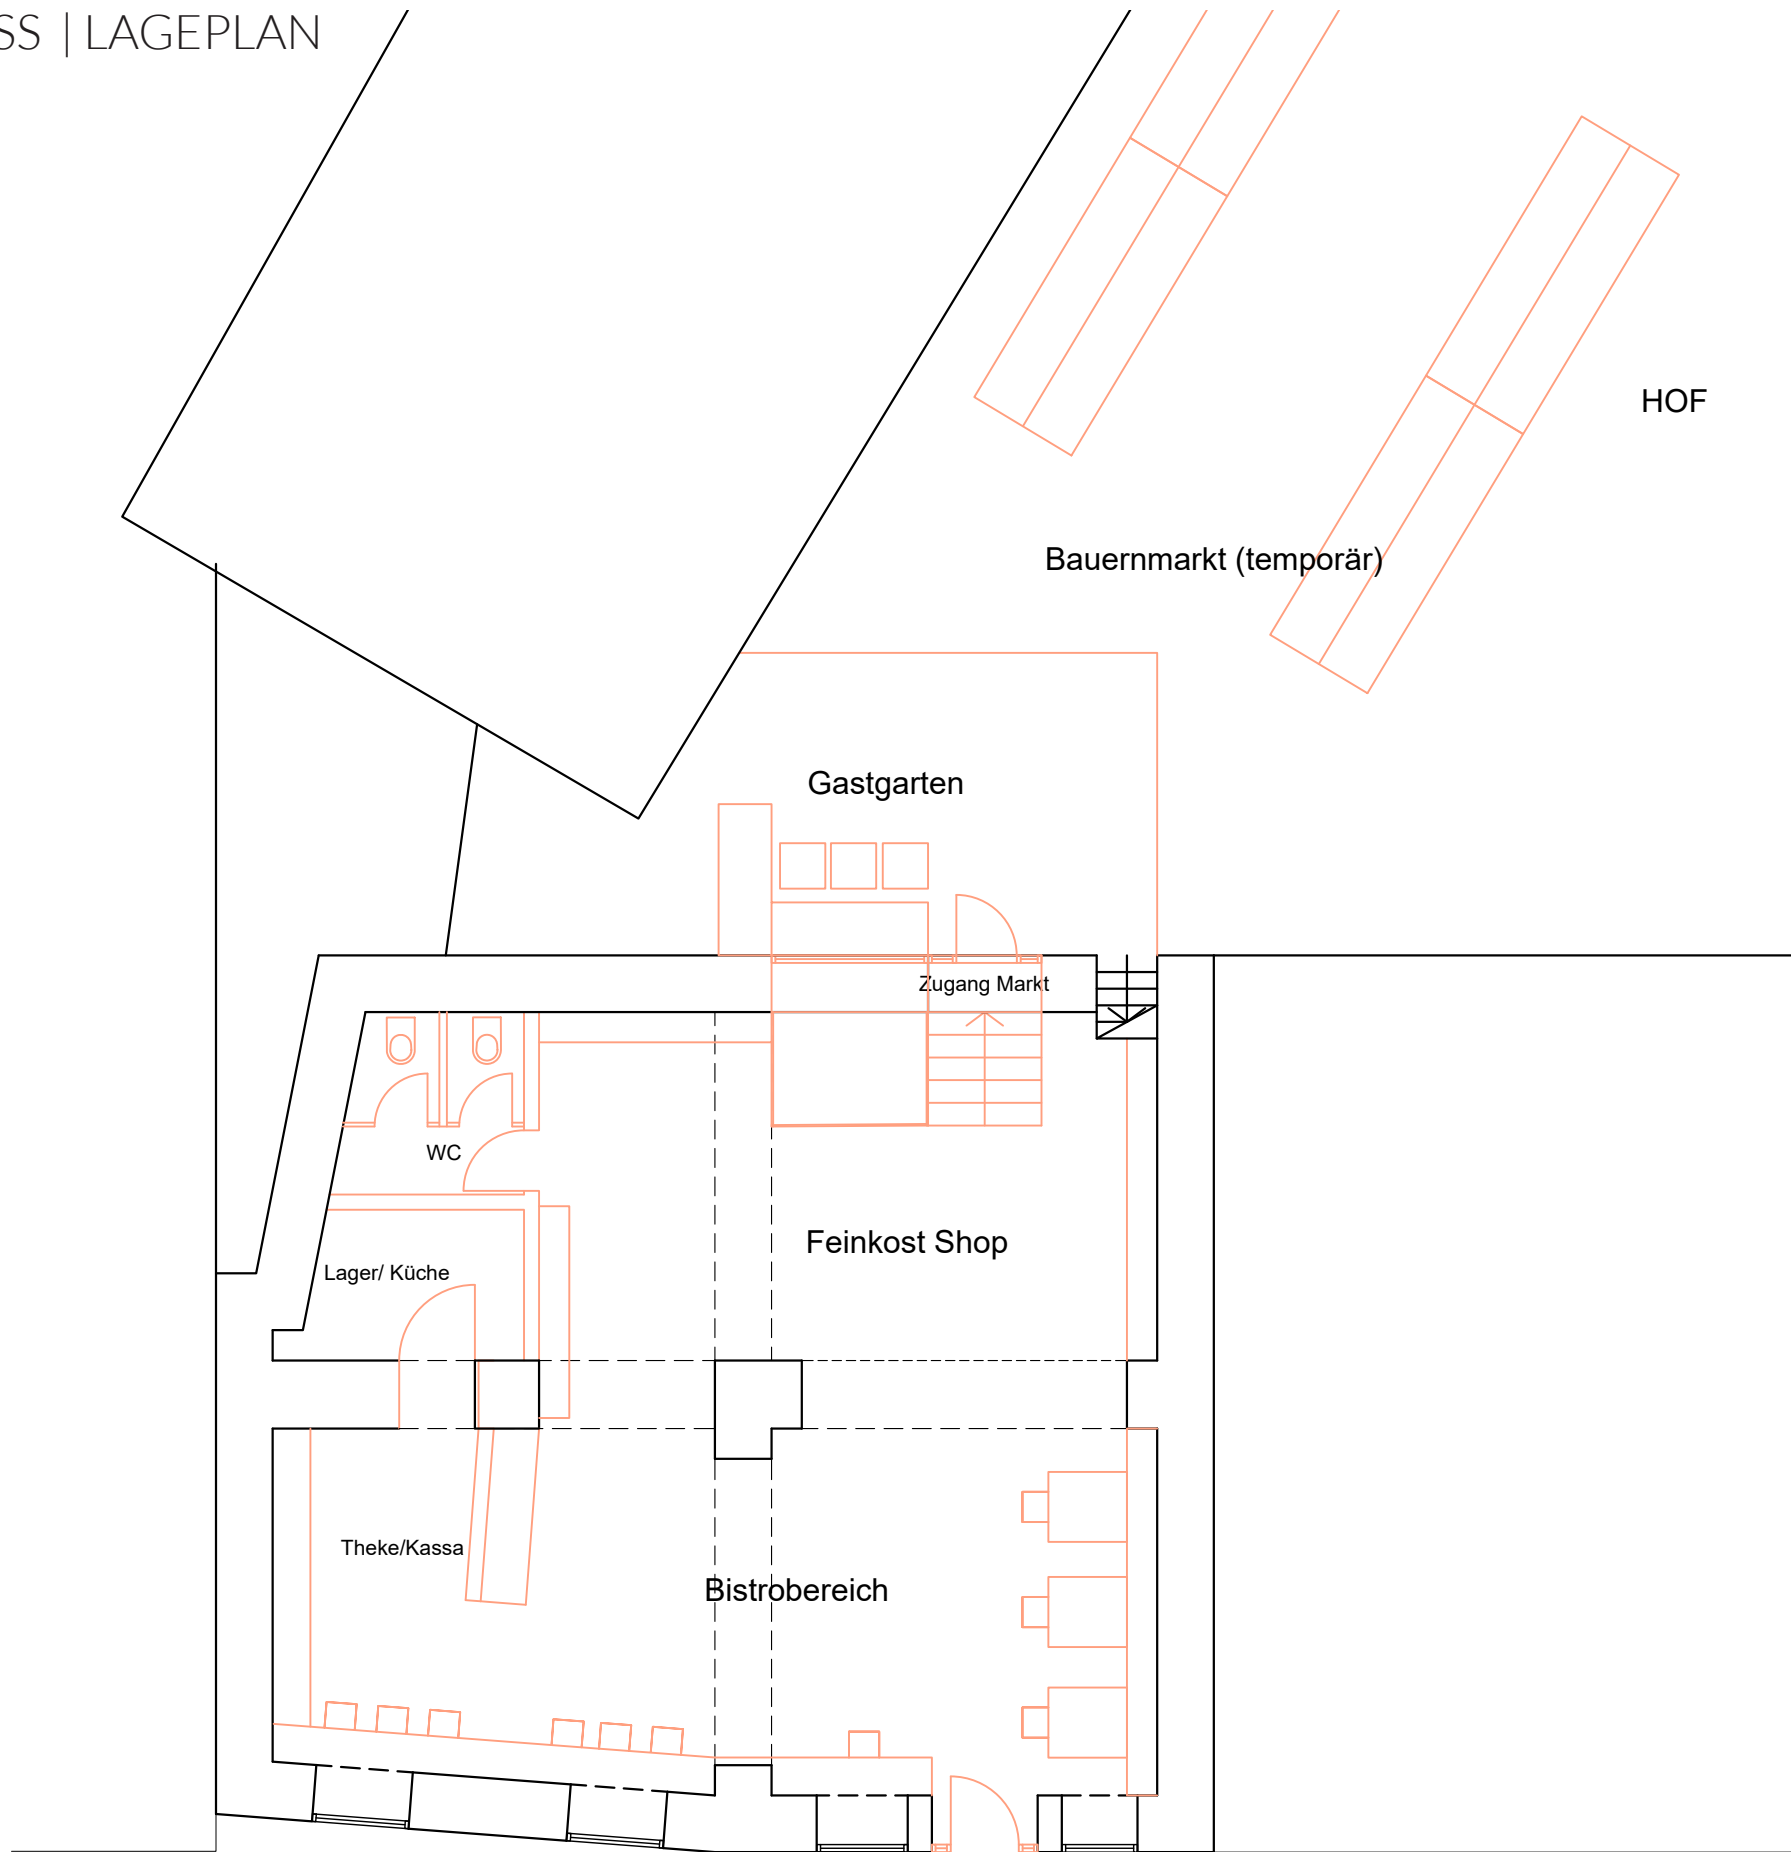 SS | LAGEPLAN
HOF
Bauernmarkt (temporär)
Gastgarten
Zugang Markt
WC
Feinkost Shop
Lager/ Küche
Theke/Kassa
Bistrobereich